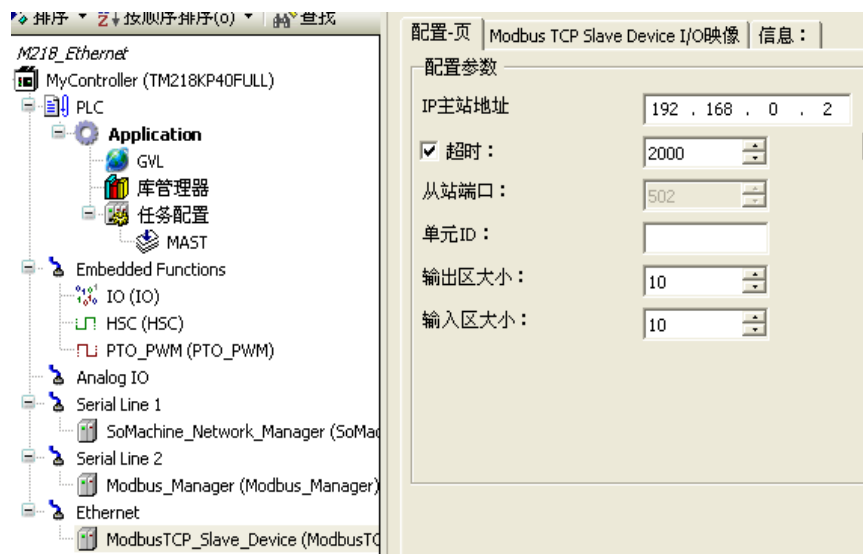 排序 按顺序排序(o) 查找
M218_Ethernet
MyController (TM218KP40FULL)
PLC
Application
GVL
库管理器
任务配置
MAST
Embedded Functions
IO (IO)
HSC (HSC)
PTO_PWM (PTO_PWM)
Analog IO
Serial Line 1
SoMachine_Network_Manager (SoMac
Serial Line 2
Modbus_Manager (Modbus_Manager)
Ethernet
ModbusTCP_Slave_Device (ModbusTC
配置-页 Modbus TCP Slave Device I/O映像 信息：
配置参数
IP主站地址 192 . 168 . 0 . 2
超时： 2000
从站端口： 502
单元ID：
输出区大小： 10
输入区大小： 10